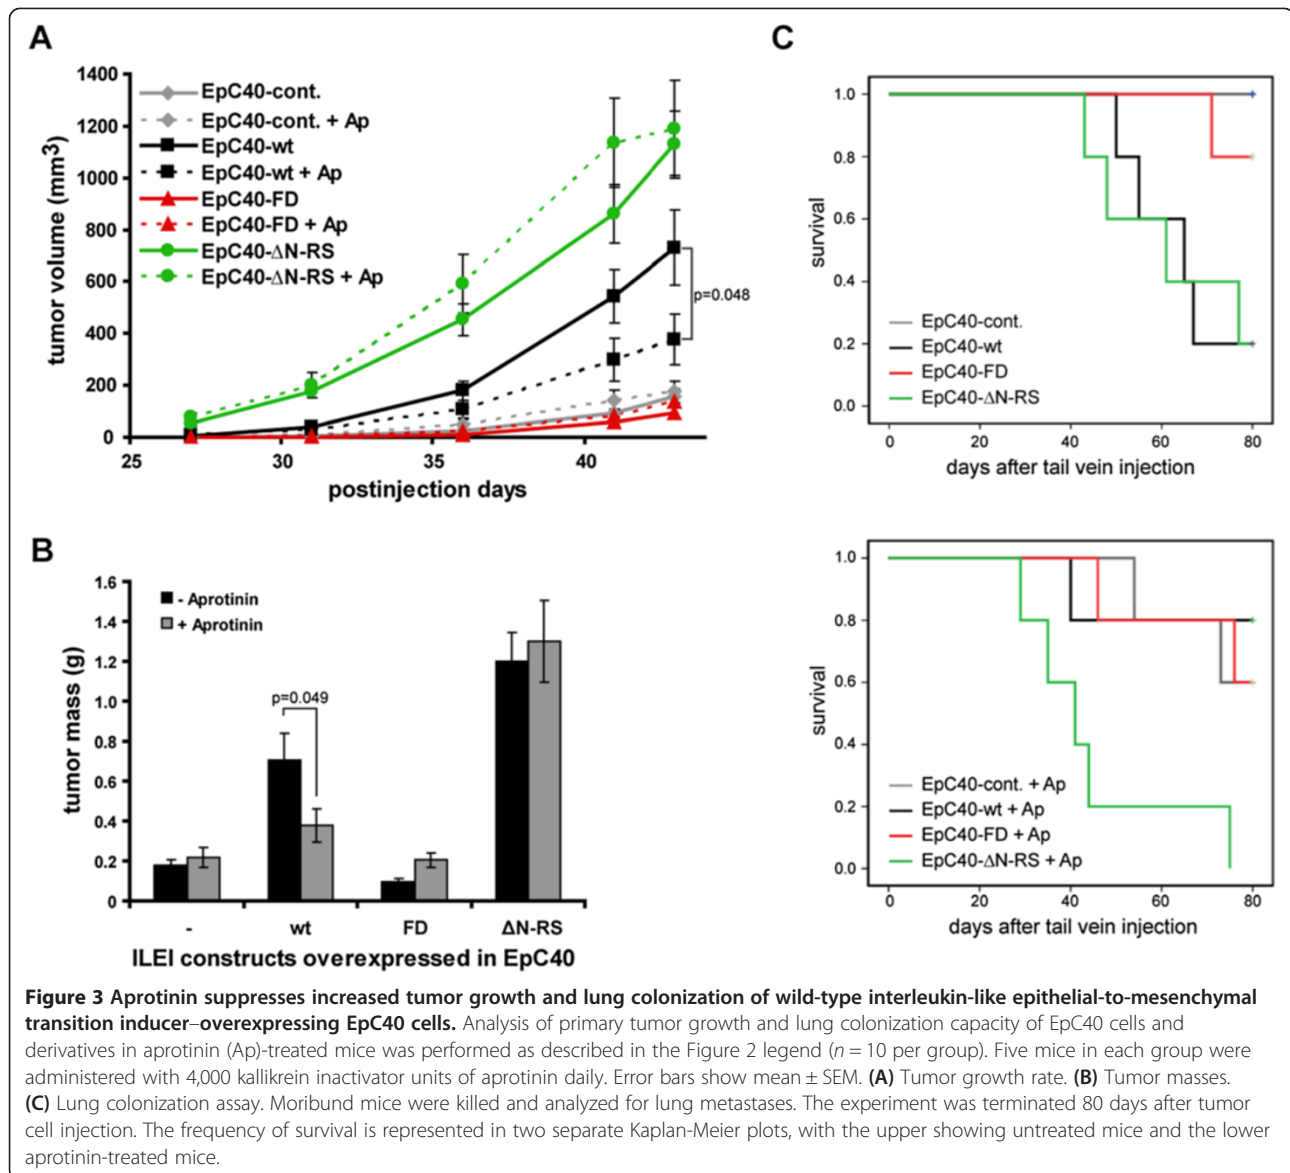 A
1400
1200
1000
800
600
400
200
0
25
30
35
40
tumor volume (mm3)
postinjection days
EpC40-cont.
EpC40-cont. + Ap
EpC40-wt
EpC40-wt + Ap
EpC40-FD
EpC40-FD + Ap
EpC40-ΔN-RS
EpC40-ΔN-RS + Ap
p=0.048
B
1.6
1.4
1.2
1.0
0.8
0.6
0.4
0.2
0
tumor mass (g)
- Aprotinin
+ Aprotinin
p=0.049
-
wt
FD
ΔN-RS
ILEI constructs overexpressed in EpC40
C
1.0
0.8
0.6
0.4
0.2
0.0
survival
EpC40-cont.
EpC40-wt
EpC40-FD
EpC40-ΔN-RS
0
20
40
60
80
days after tail vein injection
1.0
0.8
0.6
0.4
0.2
0.0
survival
EpC40-cont. + Ap
EpC40-wt + Ap
EpC40-FD + Ap
EpC40-ΔN-RS + Ap
0
20
40
60
80
days after tail vein injection
Figure 3 Aprotinin suppresses increased tumor growth and lung colonization of wild-type interleukin-like epithelial-to-mesenchymal
transition inducer–overexpressing EpC40 cells. Analysis of primary tumor growth and lung colonization capacity of EpC40 cells and
derivatives in aprotinin (Ap)-treated mice was performed as described in the Figure 2 legend (n = 10 per group). Five mice in each group were
administered with 4,000 kallikrein inactivator units of aprotinin daily. Error bars show mean ± SEM. (A) Tumor growth rate. (B) Tumor masses.
(C) Lung colonization assay. Moribund mice were killed and analyzed for lung metastases. The experiment was terminated 80 days after tumor
cell injection. The frequency of survival is represented in two separate Kaplan-Meier plots, with the upper showing untreated mice and the lower
aprotinin-treated mice.